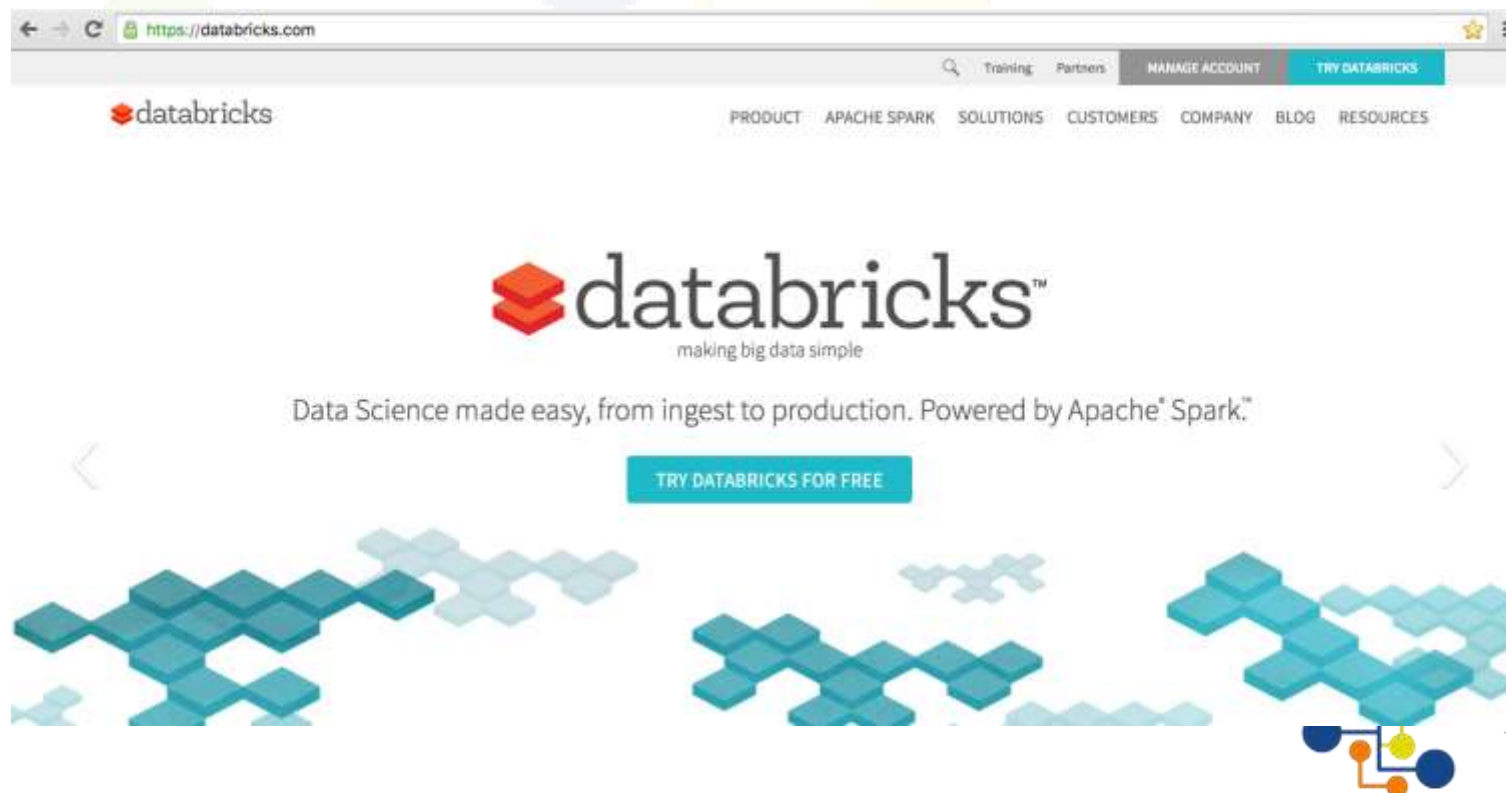 https://databricks.com
Training Partners MANAGE ACCOUNT TRY DATABRICKS
databricks
PRODUCT APACHE SPARK SOLUTIONS CUSTOMERS COMPANY BLOG RESOURCES
databricks™
making big data simple
Data Science made easy, from ingest to production. Powered by Apache® Spark.™
TRY DATABRICKS FOR FREE